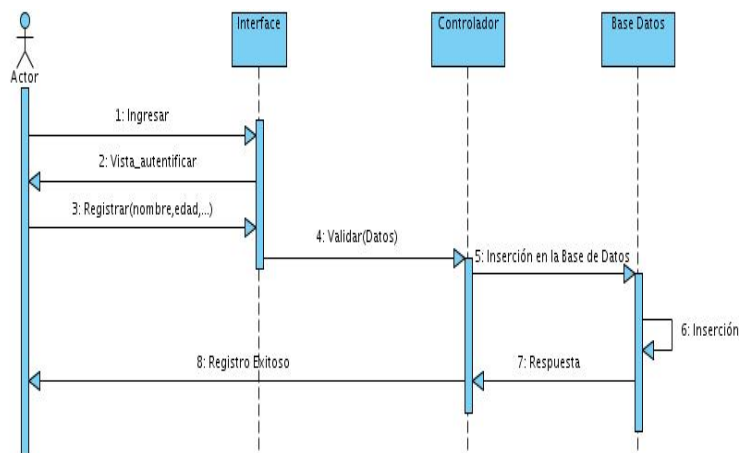 Interface
Controlador
Base Datos
Actor
1: Ingresar
2: Vista_autentificar
3: Registrar(nombre,edad,...)
4: Validar(Datos)
5: Inserción en la Base de Datos
6: Inserción
7: Respuesta
8: Registro Exitoso